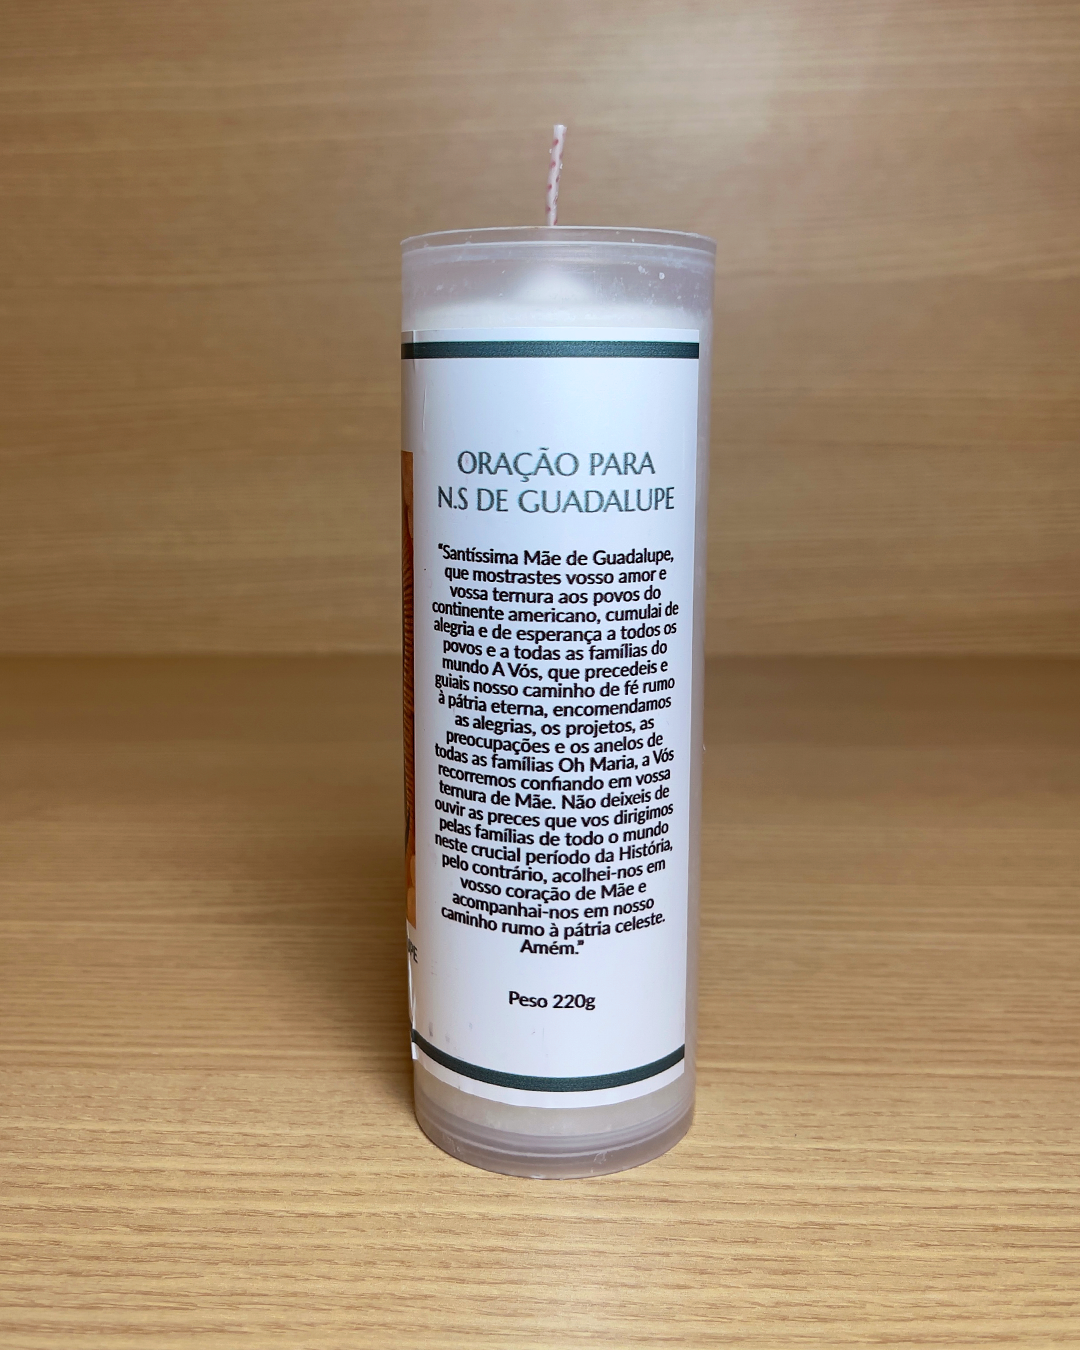 ORAÇÃO PARA
N.S DE GUADALUPE
"Santíssima Mãe de Guadalupe,
que mostrastes vosso amor e
vossa ternura aos povos do
continente americano, cumulai de
alegria e de esperança a todos os
povos e a todas as famílias do
mundo A Vós, que precedeis e
guiais nosso caminho de fé rumo
à pátria eterna, encomendamos
as alegrias, os projetos, as
preocupações e os anelos de
todas as famílias Oh Maria, a Vós
recorremos confiando em vossa
ternura de Mãe. Não deixeis de
ouvir as preces que vos dirigimos
pelas famílias de todo o mundo
neste crucial período da História,
pelo contrário, acolhei-nos em
vosso coração de Mãe e
acompanhai-nos em nosso
caminho rumo à pátria celeste.
Amém."
Peso 220g